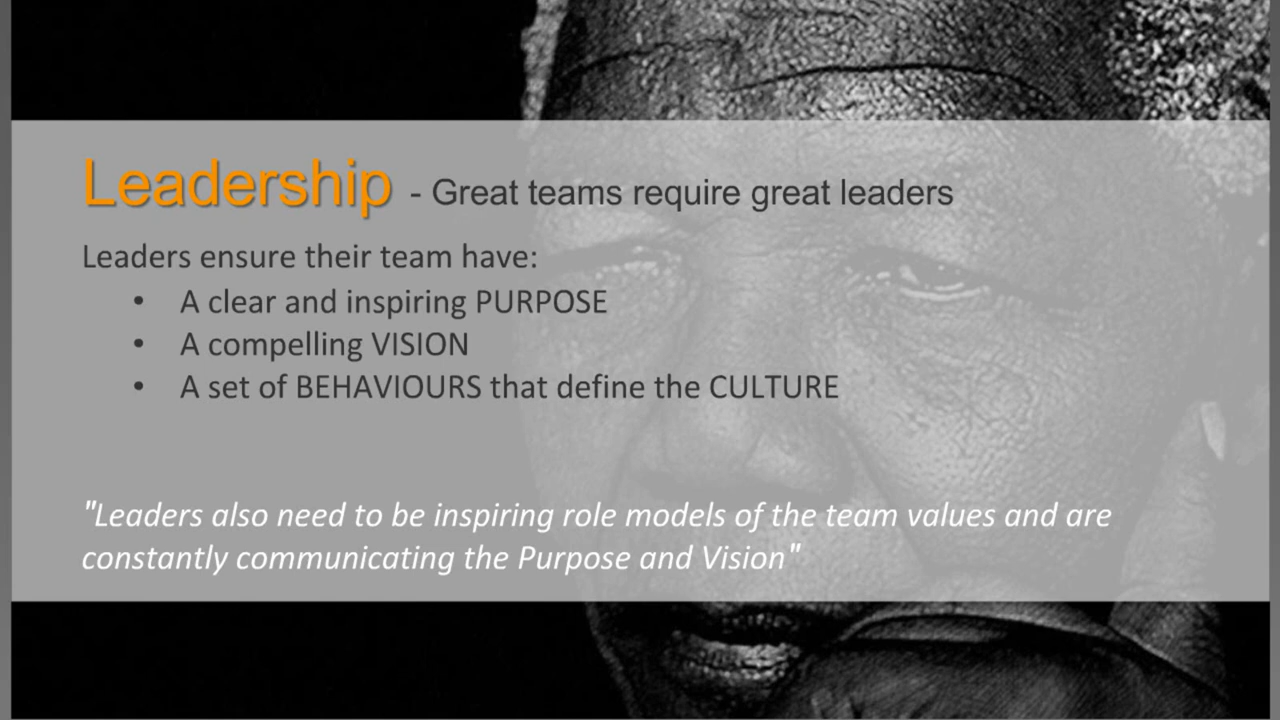 Leadership - Great teams require great leaders
Leaders ensure their team have:
• A clear and inspiring PURPOSE
• A compelling VISION
• A set of BEHAVIOURS that define the CULTURE
"Leaders also need to be inspiring role models of the team values and are
constantly communicating the Purpose and Vision"